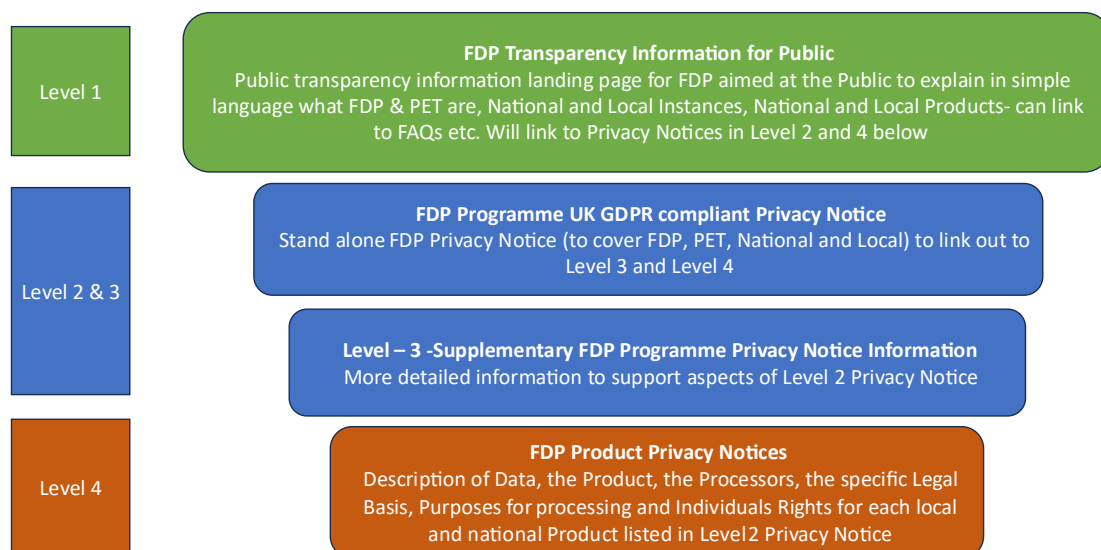 Level 1
FDP Transparency Information for Public
Public transparency information landing page for FDP aimed at the Public to explain in simple
language what FDP & PET are, National and Local Instances, National and Local Products- can link
to FAQs etc. Will link to Privacy Notices in Level 2 and 4 below
Level 2 & 3
FDP Programme UK GDPR compliant Privacy Notice
Stand alone FDP Privacy Notice (to cover FDP, PET, National and Local) to link out to
Level 3 and Level 4
Level – 3 -Supplementary FDP Programme Privacy Notice Information
More detailed information to support aspects of Level 2 Privacy Notice
Level 4
FDP Product Privacy Notices
Description of Data, the Product, the Processors, the specific Legal
Basis, Purposes for processing and Individuals Rights for each local
and national Product listed in Level2 Privacy Notice